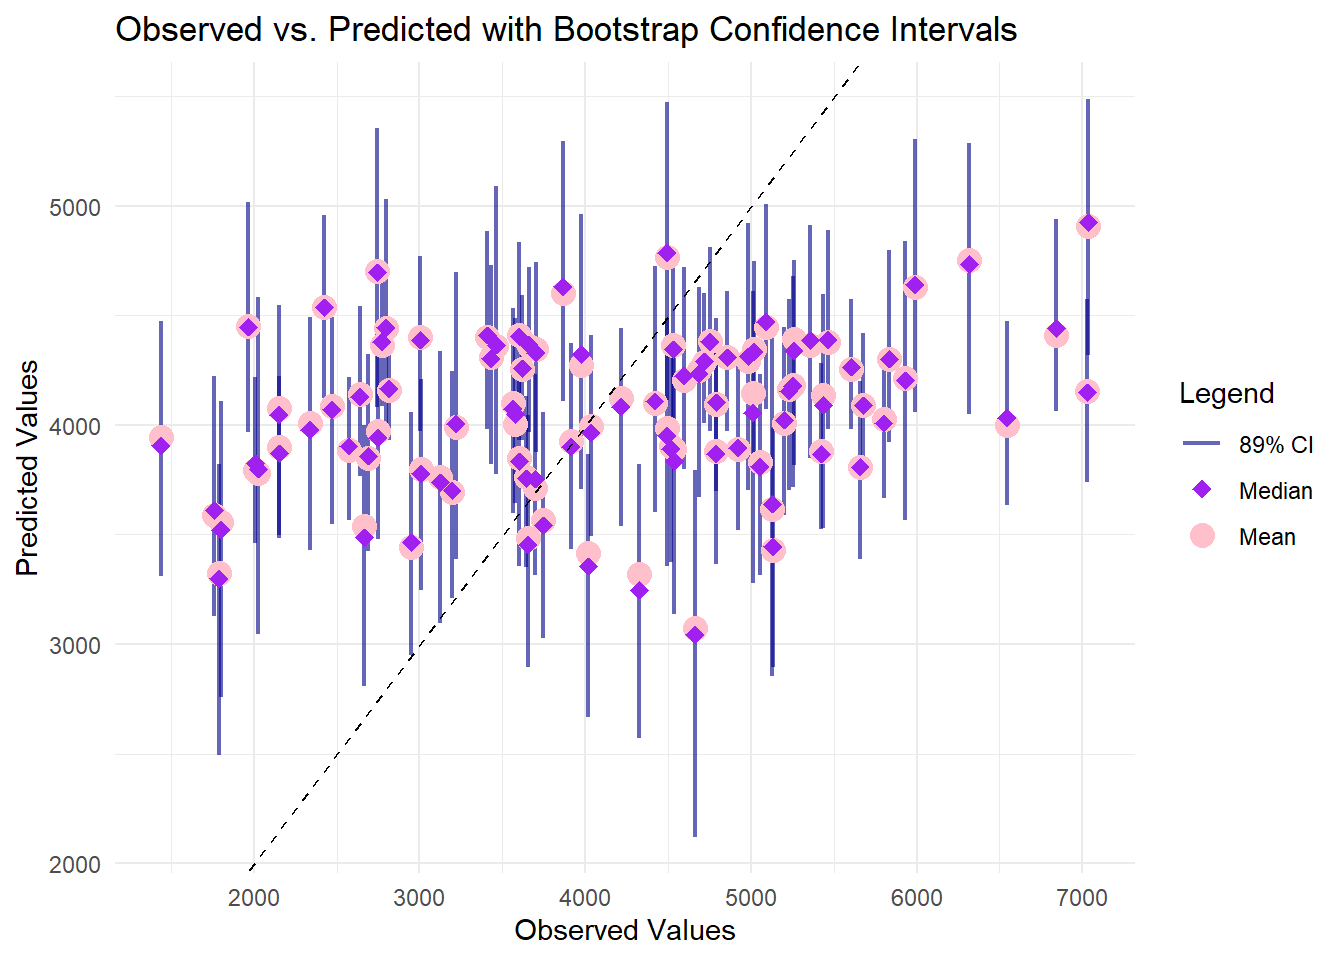 Observed vs. Predicted with Bootstrap Confidence Intervals
Predicted Values
5000
4000
3000
2000
2000 3000 4000 5000 6000 7000
Observed Values
Legend
89% CI
Median
Mean